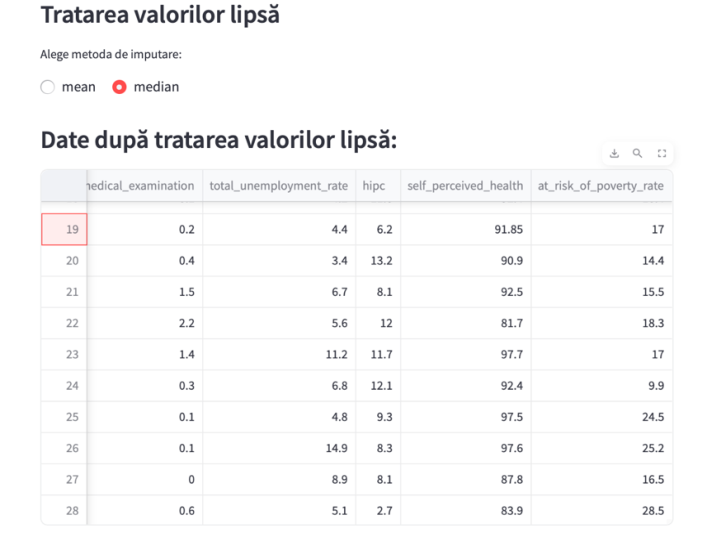 Tratarea valorilor lipsă
Alege metoda de imputare:
mean median
Date după tratarea valorilor lipsă:
medical_examination total_unemployment_rate hipc self_perceived_health at_risk_of_poverty_rate
19 0.2 4.4 6.2 91.85 17
20 0.4 3.4 13.2 90.9 14.4
21 1.5 6.7 8.1 92.5 15.5
22 2.2 5.6 12 81.7 18.3
23 1.4 11.2 11.7 97.7 17
24 0.3 6.8 12.1 92.4 9.9
25 0.1 4.8 9.3 97.5 24.5
26 0.1 14.9 8.3 97.6 25.2
27 0 8.9 8.1 87.8 16.5
28 0.6 5.1 2.7 83.9 28.5